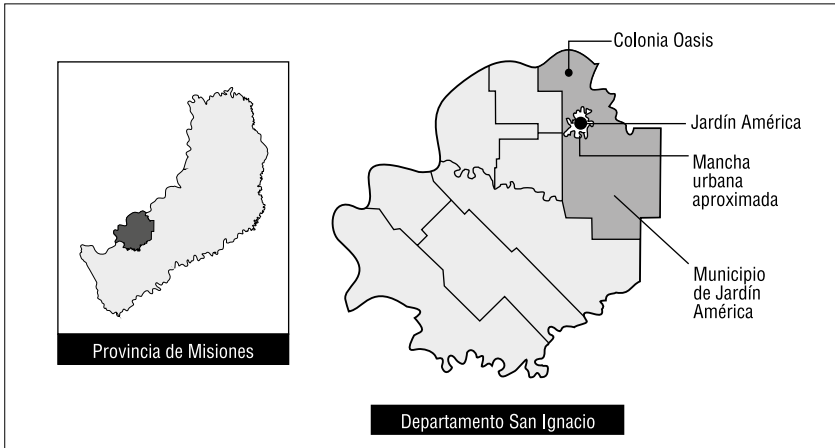 Colonia Oasis
Jardín América
Mancha
urbana
aproximada
Municipio
de Jardín
América
Provincia de Misiones
Departamento San Ignacio